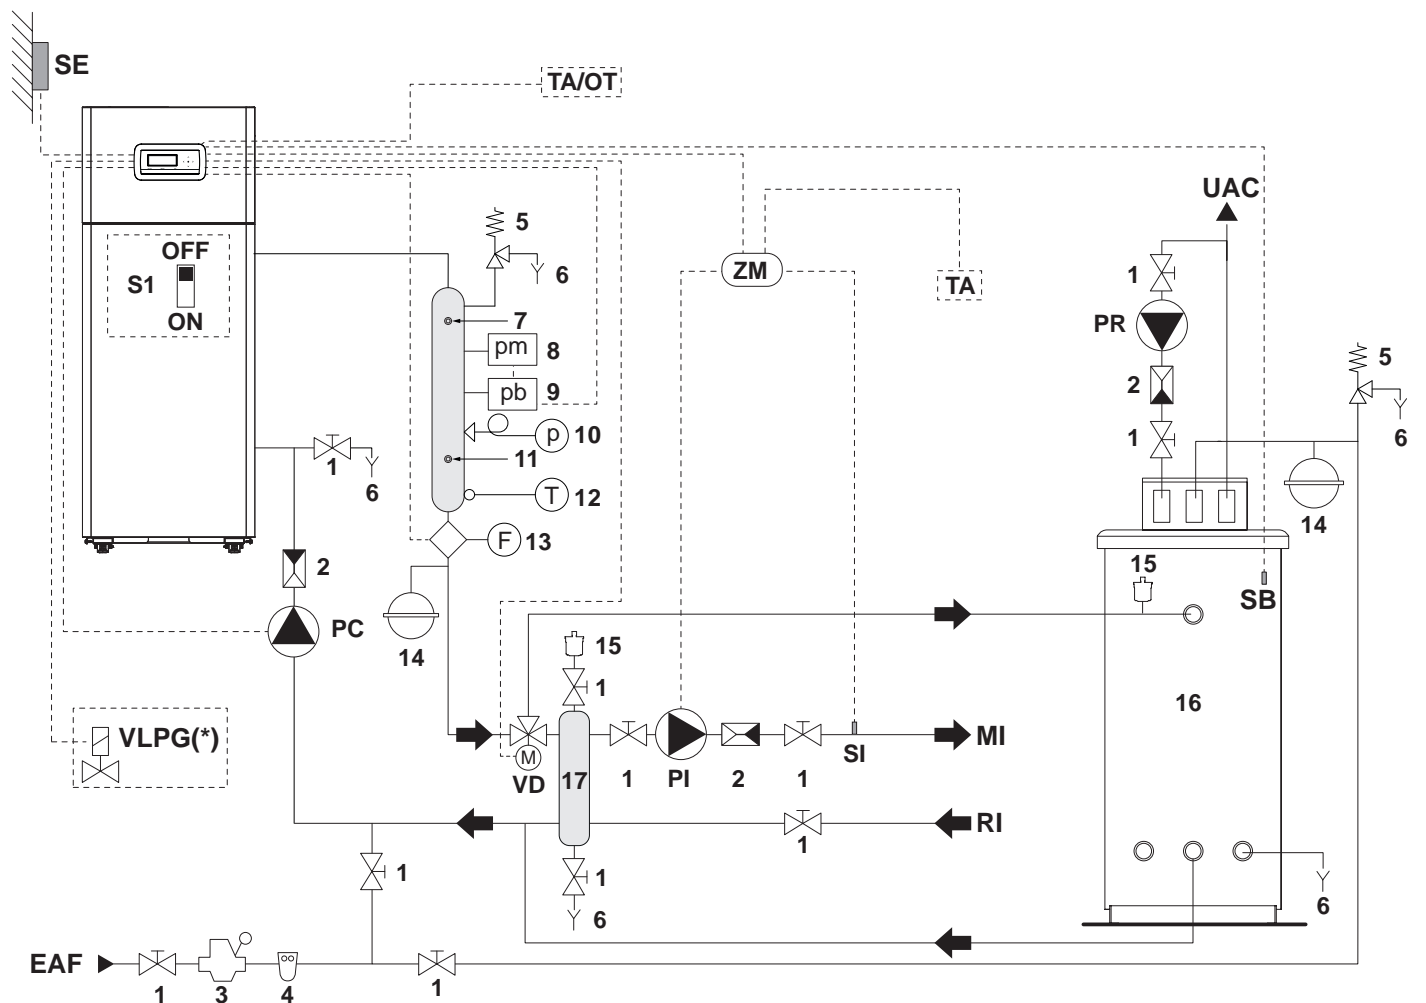 SE
TA/OT
UAC
5
OFF
6
ZM
1
S1
TA
ON
7
PR
pm 8
5
pb 9
2
p 10
1
6
1
11
6
T 12
14
F 13
2
15
SB
PC
15
14
1
16
VLPG(*)
MI
M
SI
VD
17
1
PI
2
1
RI
1
1
1
6
6
EAF
1
3
4
1